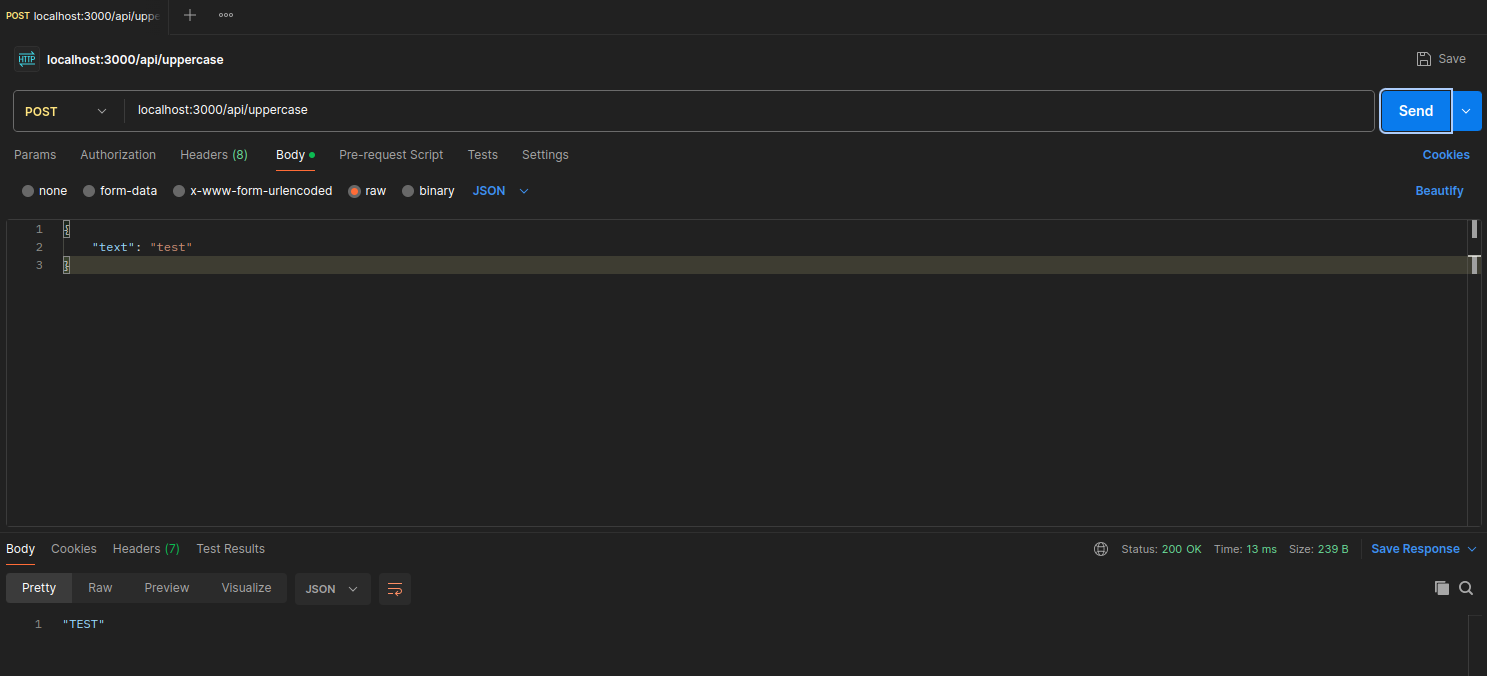 POST localhost:3000/api/uppe
HTTP localhost:3000/api/uppercase Save
POST localhost:3000/api/uppercase Send
Params Authorization Headers (8) Body Pre-request Script Tests Settings Cookies
none form-data x-www-form-urlencoded raw binary JSON Beautify
1 {
2 "text": "test"
3 }
Body Cookies Headers (7) Test Results Status: 200 OK Time: 13 ms Size: 239 B Save Response
Pretty Raw Preview Visualize JSON
1 "TEST"